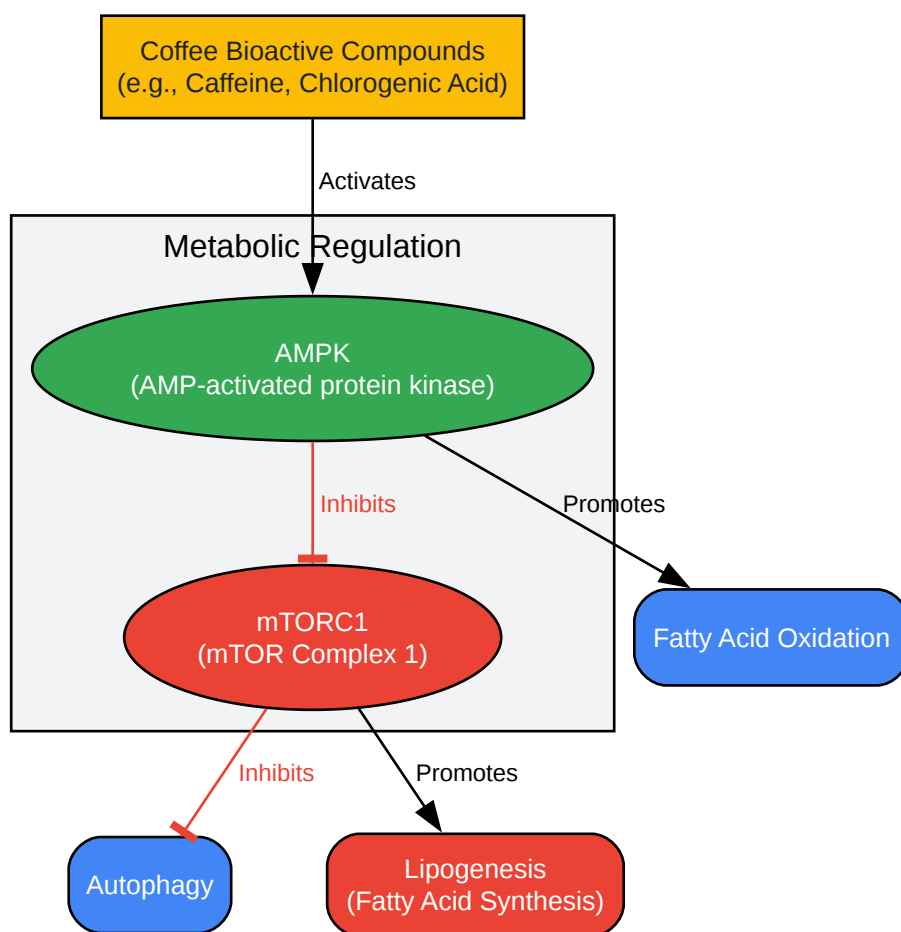 Coffee Bioactive Compounds
(e.g., Caffeine, Chlorogenic Acid)
Activates
Metabolic Regulation
AMPK
(AMP-activated protein kinase)
Inhibits
Promotes
mTORC1
(mTOR Complex 1)
Fatty Acid Oxidation
Inhibits
Promotes
Autophagy
Lipogenesis
(Fatty Acid Synthesis)